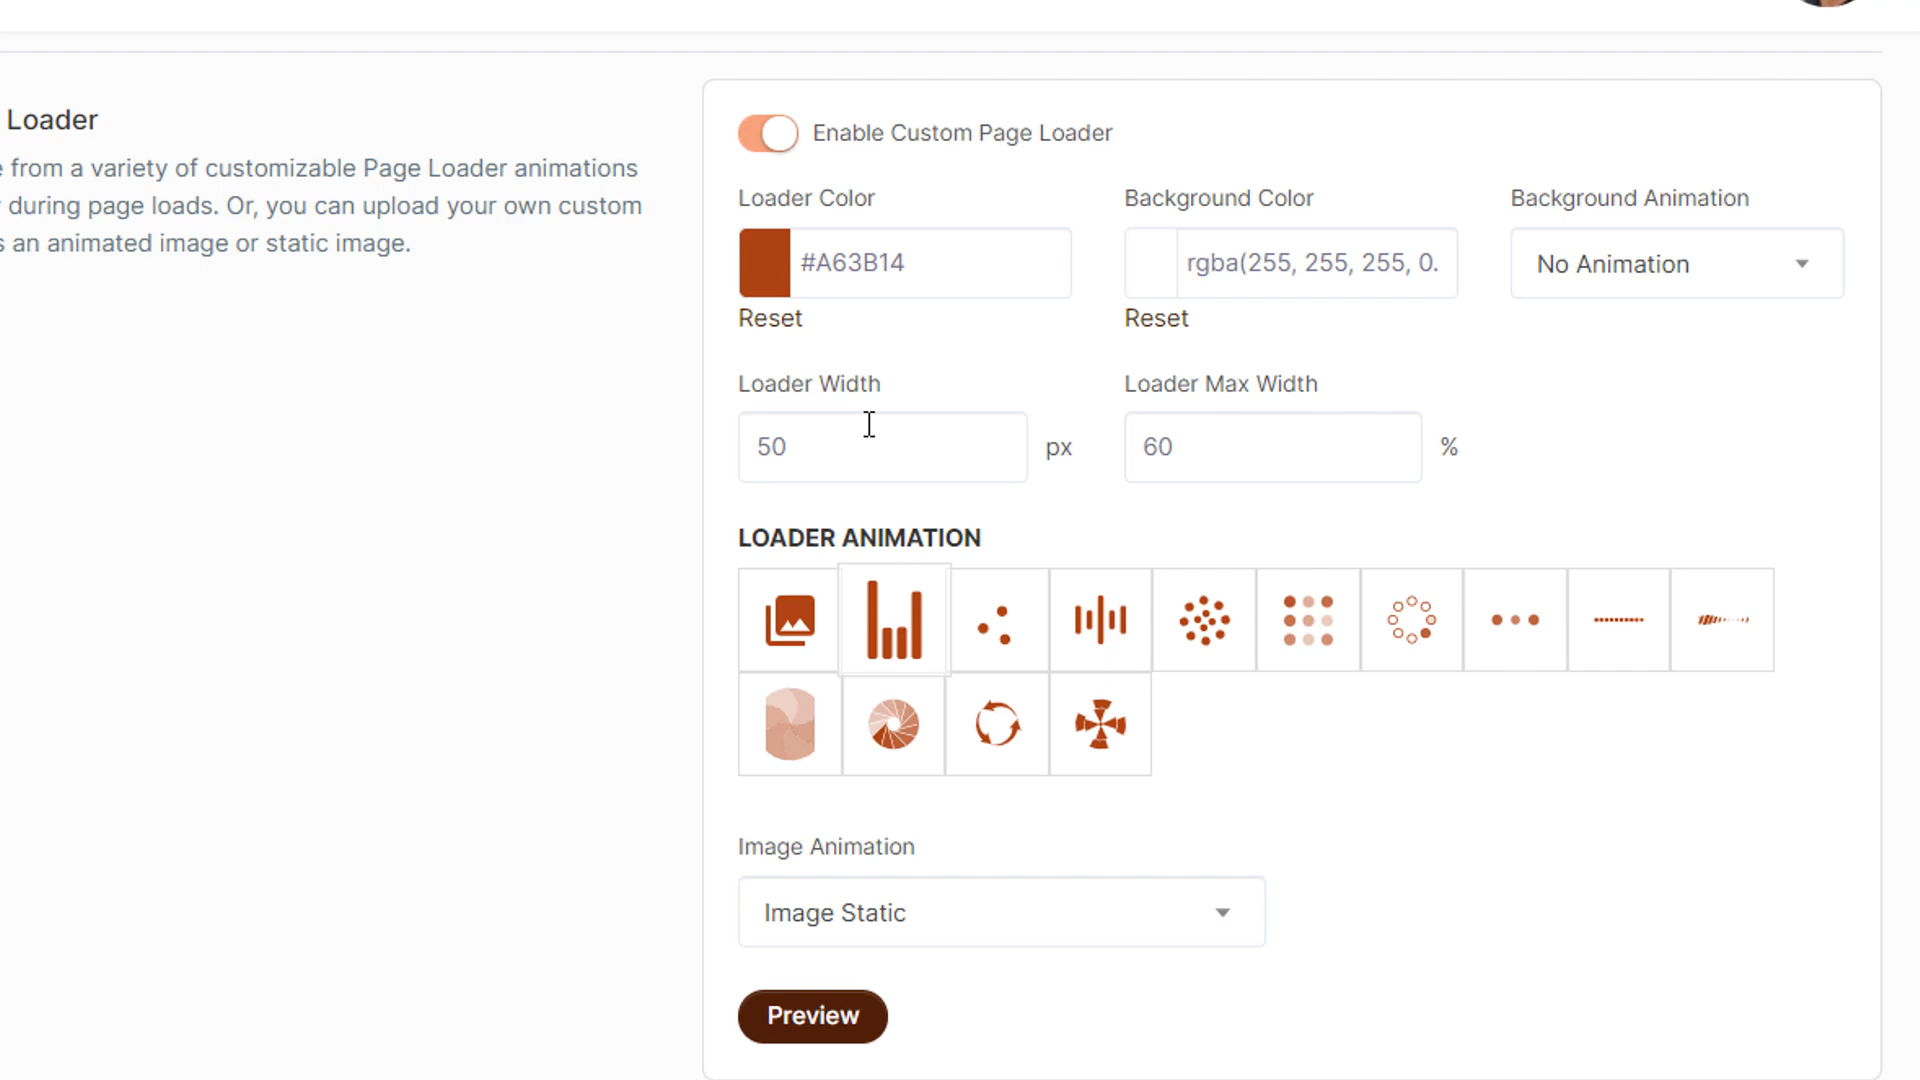 Loader
from a variety of customizable Page Loader animations
during page loads. Or, you can upload your own custom
s an animated image or static image.
Enable Custom Page Loader
Loader Color
Background Color
Background Animation
#A63B14
rgba(255, 255, 255, 0.
No Animation
Reset
Reset
Loader Width
Loader Max Width
50
px
60
%
LOADER ANIMATION
Image Animation
Image Static
Preview